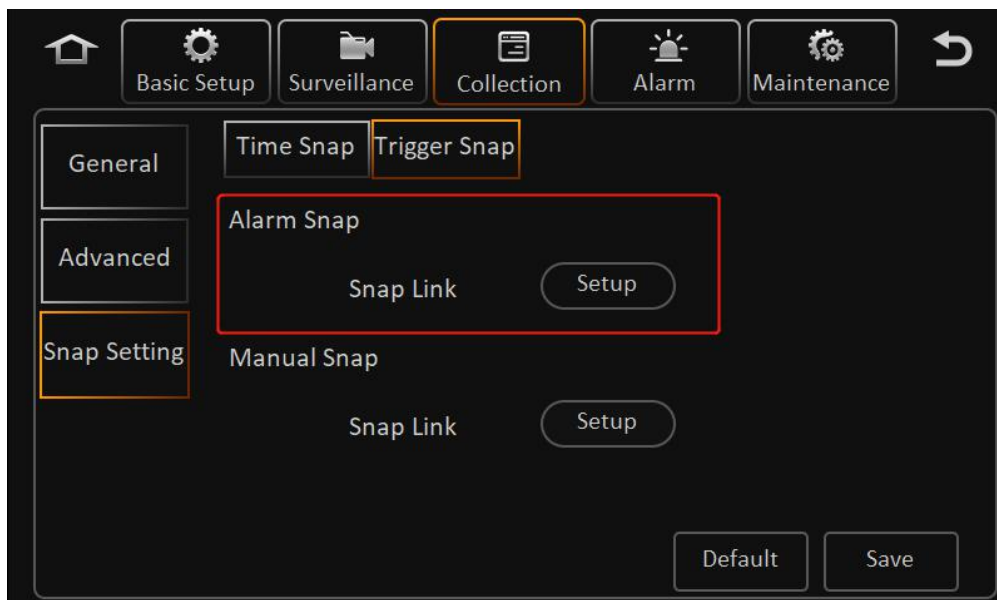 Basic Setup
Surveillance
Collection
Alarm
Maintenance
General
Time Snap
Trigger Snap
Advanced
Snap Setting
Alarm Snap
Snap Link
Setup
Manual Snap
Snap Link
Setup
Default
Save